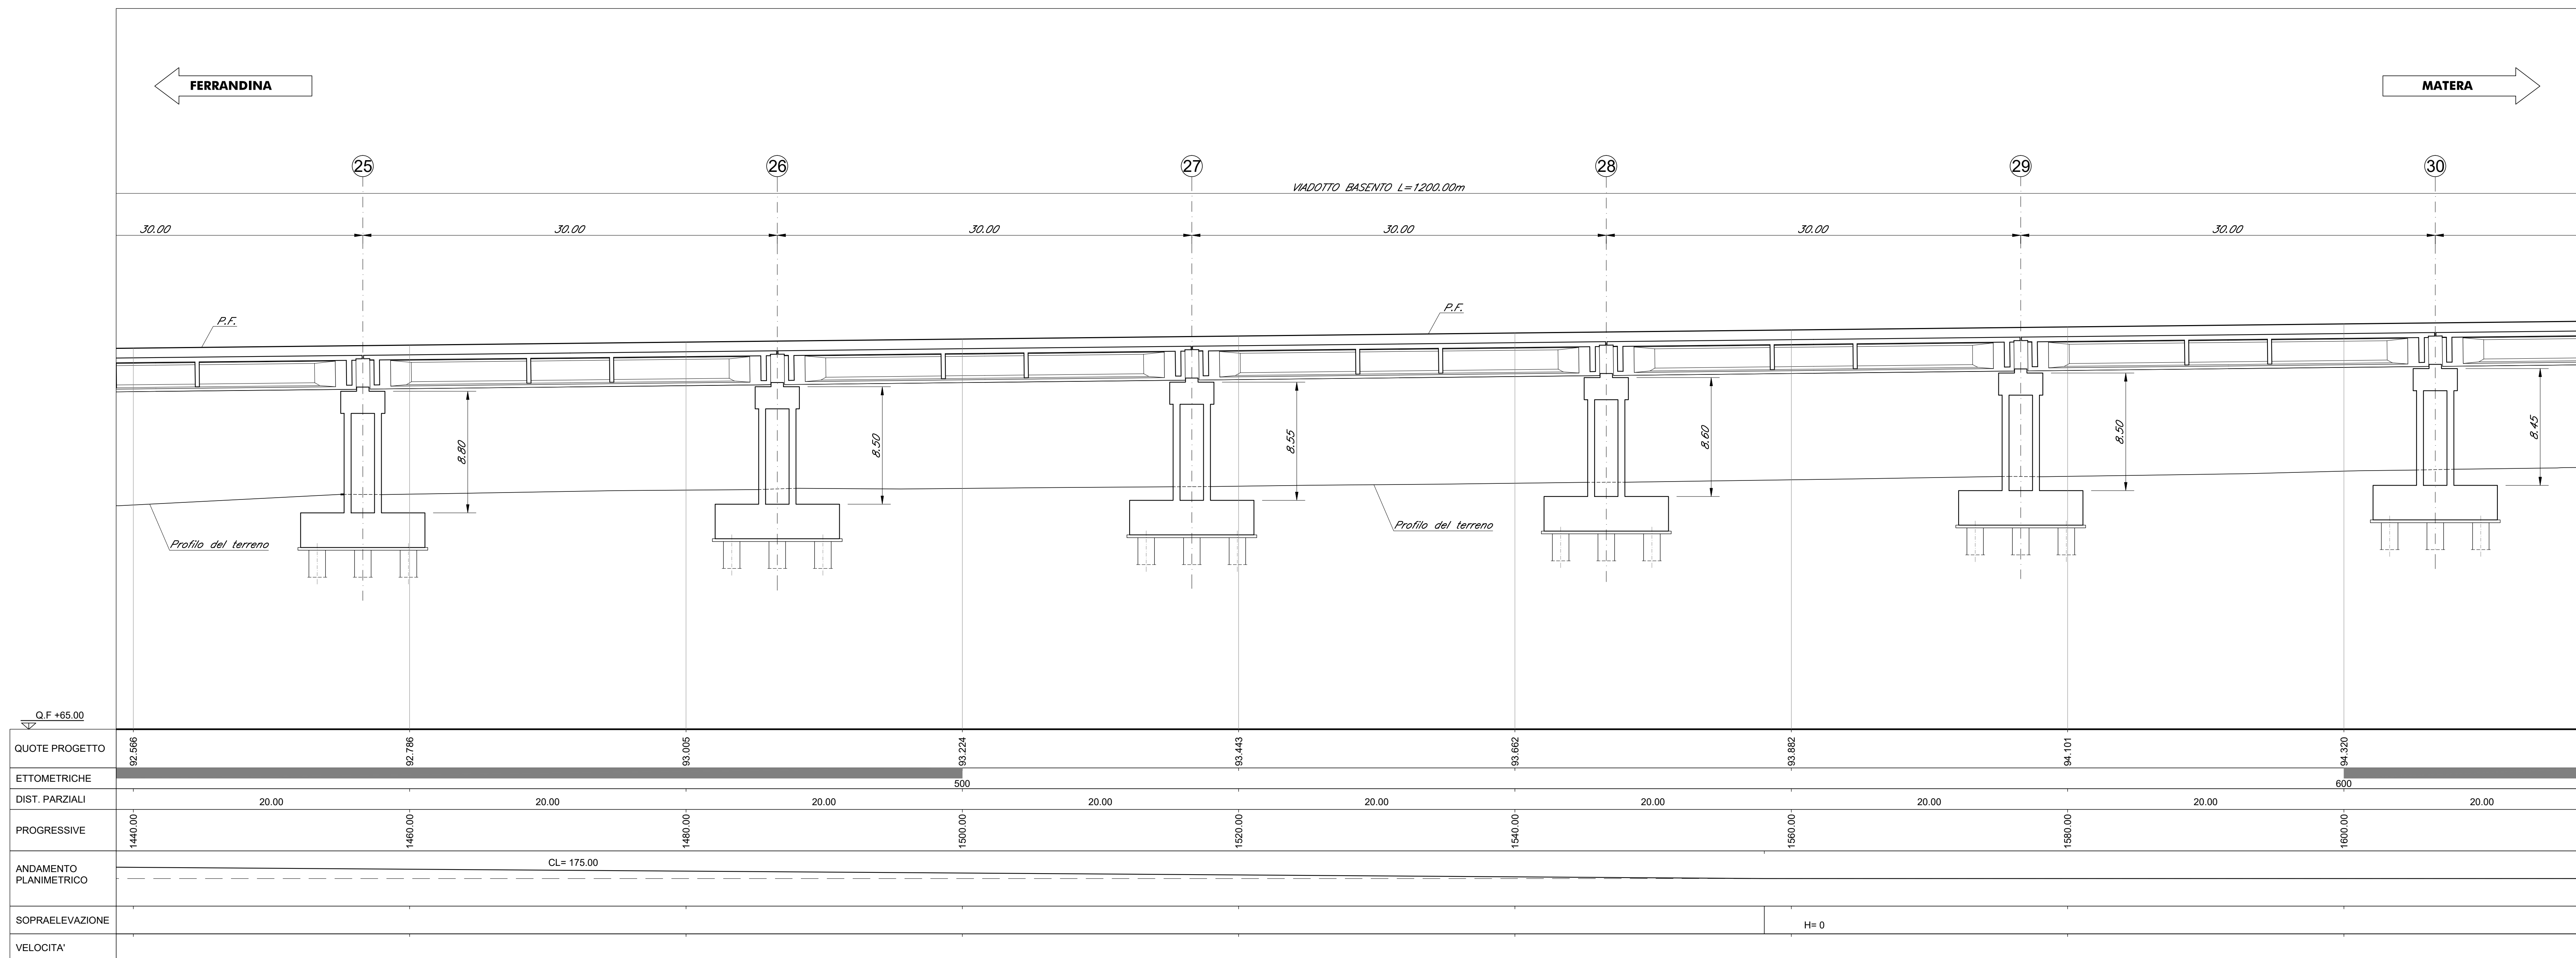 FERRANDINA
MATERA
25
26
27
28
29
30
VIADOTTO BASENTO L=1200.00m
30.00
30.00
30.00
30.00
30.00
30.00
P.F.
P.F.
8.80
8.50
8.55
8.60
8.50
8.45
Profilo del terreno
Profilo del terreno
Q.F +65.00
QUOTE PROGETTO
92.566
92.786
93.005
93.224
93.443
93.662
93.882
94.101
94.320
ETTOMETRICHE
500
600
DIST. PARZIALI
20.00
20.00
20.00
20.00
20.00
20.00
20.00
20.00
20.00
PROGRESSIVE
1440.00
1460.00
1480.00
1500.00
1520.00
1540.00
1560.00
1580.00
1600.00
ANDAMENTO
PLANIMETRICO
CL= 175.00
SOPRAELEVAZIONE
H= 0
VELOCITA'